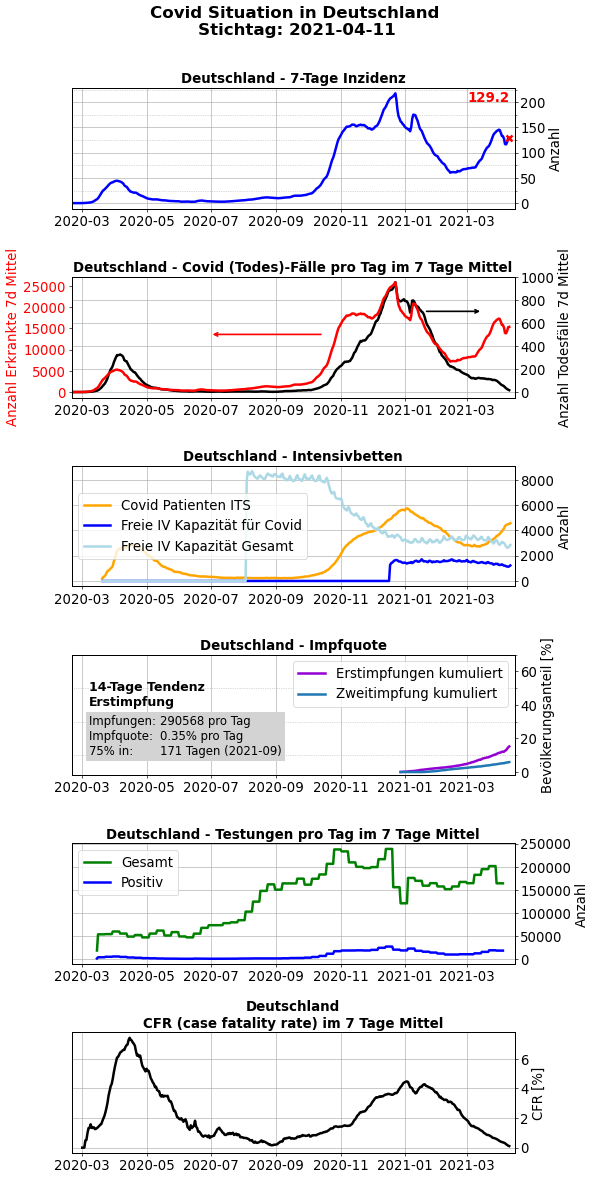 Covid Situation in Deutschland
Stichtag: 2021-04-11
Deutschland - 7-Tage Inzidenz
129.2
200
150
100
50
0
Anzahl
2020-03 2020-05 2020-07 2020-09 2020-11 2021-01 2021-03
Deutschland - Covid (Todes)-Fälle pro Tag im 7 Tage Mittel
Anzahl Erkrankte 7d Mittel
25000
20000
15000
10000
5000
0
1000
800
600
400
200
0
Anzahl Todesfälle 7d Mittel
2020-03 2020-05 2020-07 2020-09 2020-11 2021-01 2021-03
Deutschland - Intensivbetten
Covid Patienten ITS
Freie IV Kapazität für Covid
Freie IV Kapazität Gesamt
8000
6000
4000
2000
0
Anzahl
2020-03 2020-05 2020-07 2020-09 2020-11 2021-01 2021-03
Deutschland - Impfquote
14-Tage Tendenz
Erstimpfung
Impfungen: 290568 pro Tag
Impfquote: 0.35% pro Tag
75% in: 171 Tagen (2021-09)
Erstimpfungen kumuliert
Zweitimpfung kumuliert
60
40
20
0
Bevölkerungsanteil [%]
2020-03 2020-05 2020-07 2020-09 2020-11 2021-01 2021-03
Deutschland - Testungen pro Tag im 7 Tage Mittel
Gesamt
Positiv
250000
200000
150000
100000
50000
0
Anzahl
2020-03 2020-05 2020-07 2020-09 2020-11 2021-01 2021-03
Deutschland
CFR (case fatality rate) im 7 Tage Mittel
6
4
2
0
CFR [%]
2020-03 2020-05 2020-07 2020-09 2020-11 2021-01 2021-03